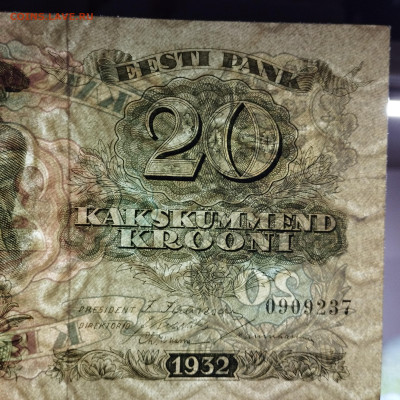 EESTI PANK
20
KAKSKÜMMEND
KROONI
0909237
PRESIDENT
DIREKTORID
1932